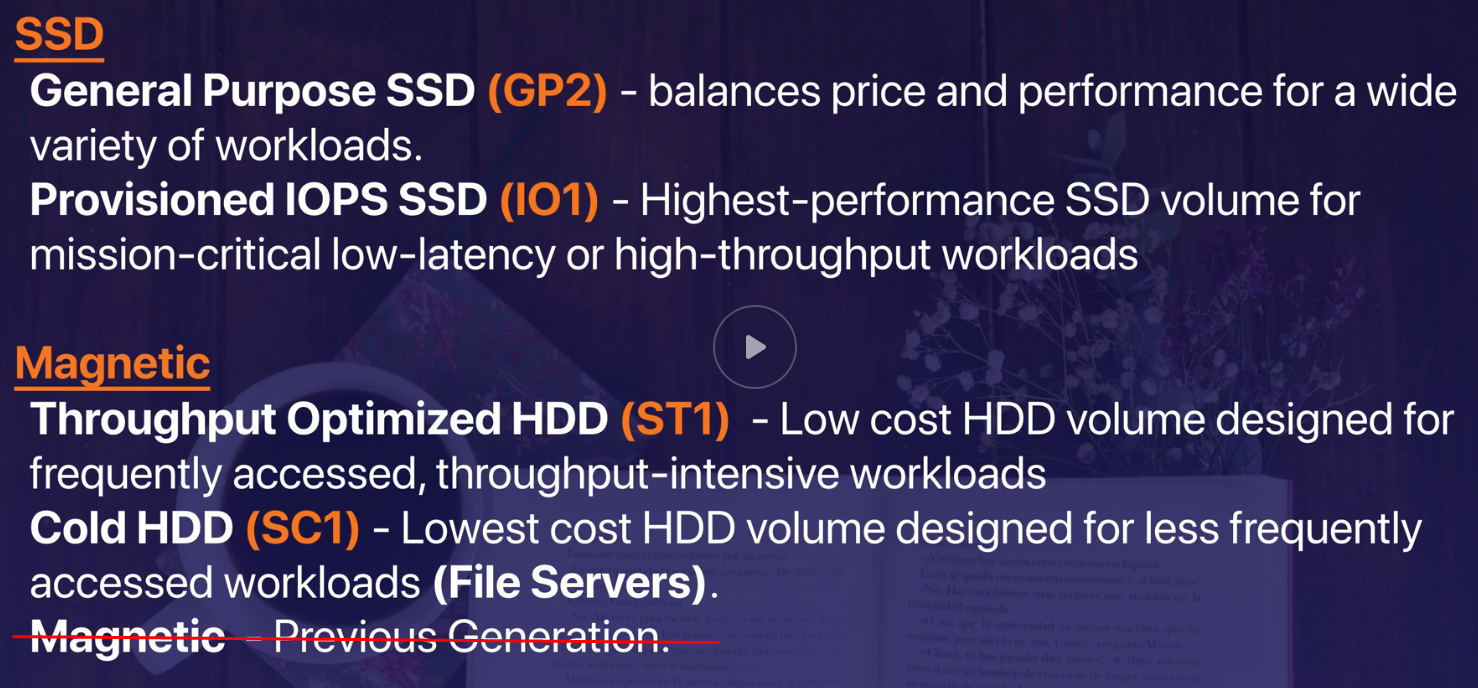 SSD
General Purpose SSD (GP2) - balances price and performance for a wide
variety of workloads.
Provisioned IOPS SSD (IO1) - Highest-performance SSD volume for
mission-critical low-latency or high-throughput workloads
Magnetic
Throughput Optimized HDD (ST1) - Low cost HDD volume designed for
frequently accessed, throughput-intensive workloads
Cold HDD (SC1) - Lowest cost HDD volume designed for less frequently
accessed workloads (File Servers).
Magnetic - Previous Generation.